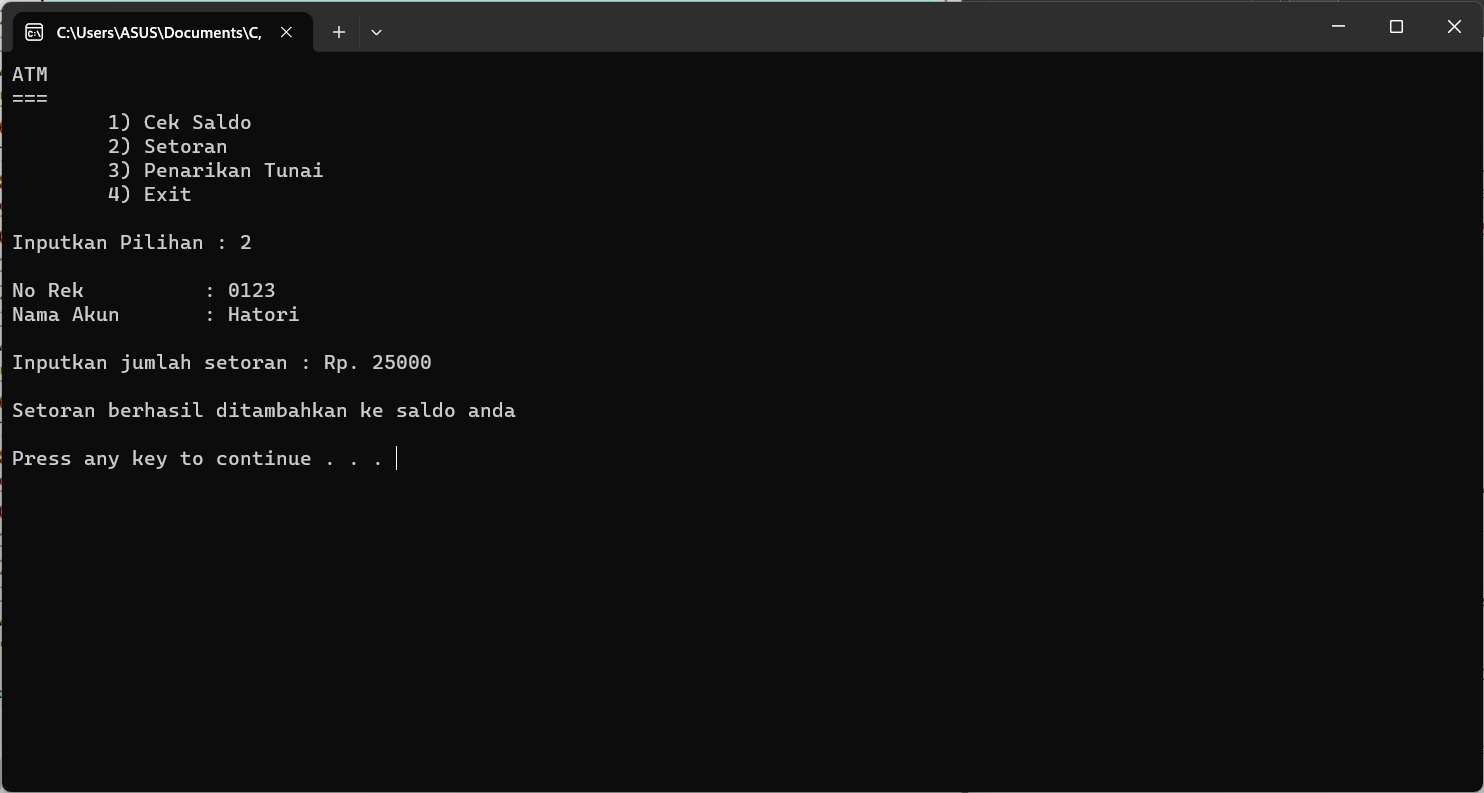 C:\Users\ASUS\Documents\C,
ATM
===
1) Cek Saldo
2) Setoran
3) Penarikan Tunai
4) Exit
Inputkan Pilihan : 2
No Rek : 0123
Nama Akun : Hatori
Inputkan jumlah setoran : Rp. 25000
Setoran berhasil ditambahkan ke saldo anda
Press any key to continue . . .